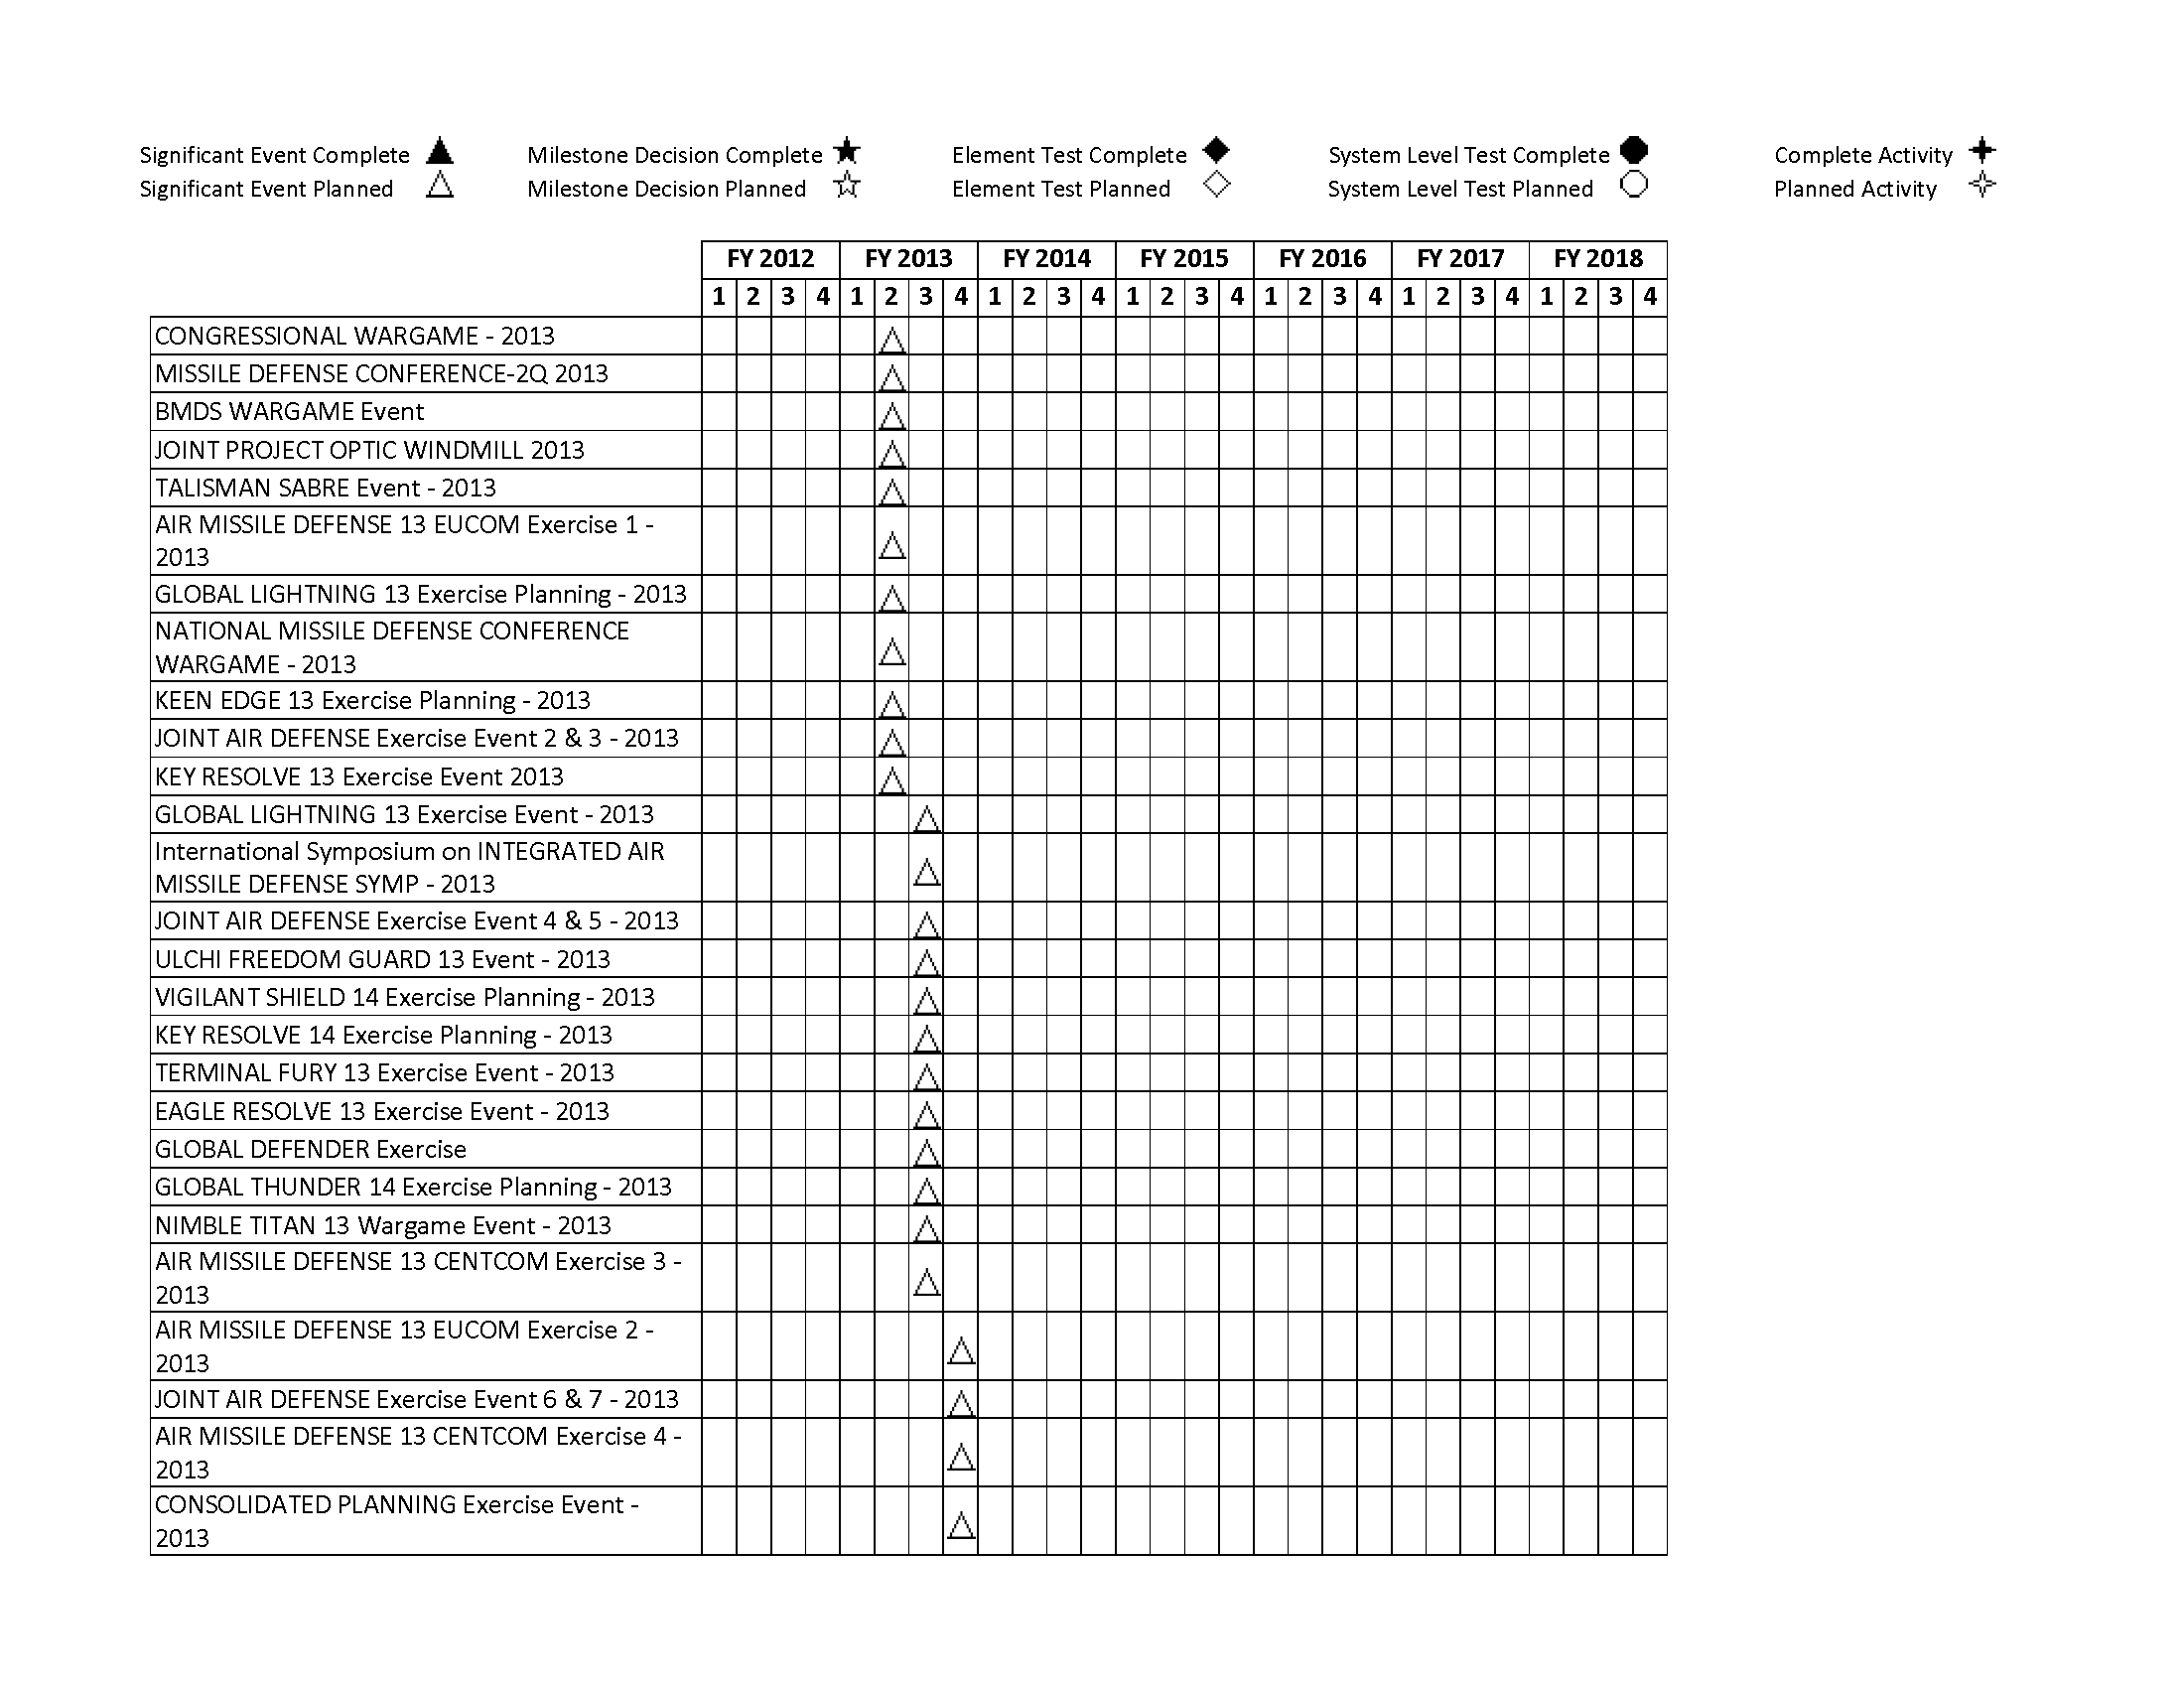 Significant Event Complete Milestone Decision Complete Element Test Complete System Level Test Complete Complete Activity
Significant Event Planned Milestone Decision Planned Element Test Planned System Level Test Planned Planned Activity
FY 2012 FY 2013 FY 2014 FY 2015 FY 2016 FY 2017 FY 2018
1 2 3 4 1 2 3 4 1 2 3 4 1 2 3 4 1 2 3 4 1 2 3 4 1 2 3 4
CONGRESSIONAL WARGAME - 2013
MISSILE DEFENSE CONFERENCE-2Q 2013
BMDS WARGAME Event
JOINT PROJECT OPTIC WINDMILL 2013
TALISMAN SABRE Event - 2013
AIR MISSILE DEFENSE 13 EUCOM Exercise 1 -
2013
GLOBAL LIGHTNING 13 Exercise Planning - 2013
NATIONAL MISSILE DEFENSE CONFERENCE
WARGAME - 2013
KEEN EDGE 13 Exercise Planning - 2013
JOINT AIR DEFENSE Exercise Event 2 & 3 - 2013
KEY RESOLVE 13 Exercise Event 2013
GLOBAL LIGHTNING 13 Exercise Event - 2013
International Symposium on INTEGRATED AIR
MISSILE DEFENSE SYMP - 2013
JOINT AIR DEFENSE Exercise Event 4 & 5 - 2013
ULCHI FREEDOM GUARD 13 Event - 2013
VIGILANT SHIELD 14 Exercise Planning - 2013
KEY RESOLVE 14 Exercise Planning - 2013
TERMINAL FURY 13 Exercise Event - 2013
EAGLE RESOLVE 13 Exercise Event - 2013
GLOBAL DEFENDER Exercise
GLOBAL THUNDER 14 Exercise Planning - 2013
NIMBLE TITAN 13 Wargame Event - 2013
AIR MISSILE DEFENSE 13 CENTCOM Exercise 3 -
2013
AIR MISSILE DEFENSE 13 EUCOM Exercise 2 -
2013
JOINT AIR DEFENSE Exercise Event 6 & 7 - 2013
AIR MISSILE DEFENSE 13 CENTCOM Exercise 4 -
2013
CONSOLIDATED PLANNING Exercise Event -
2013